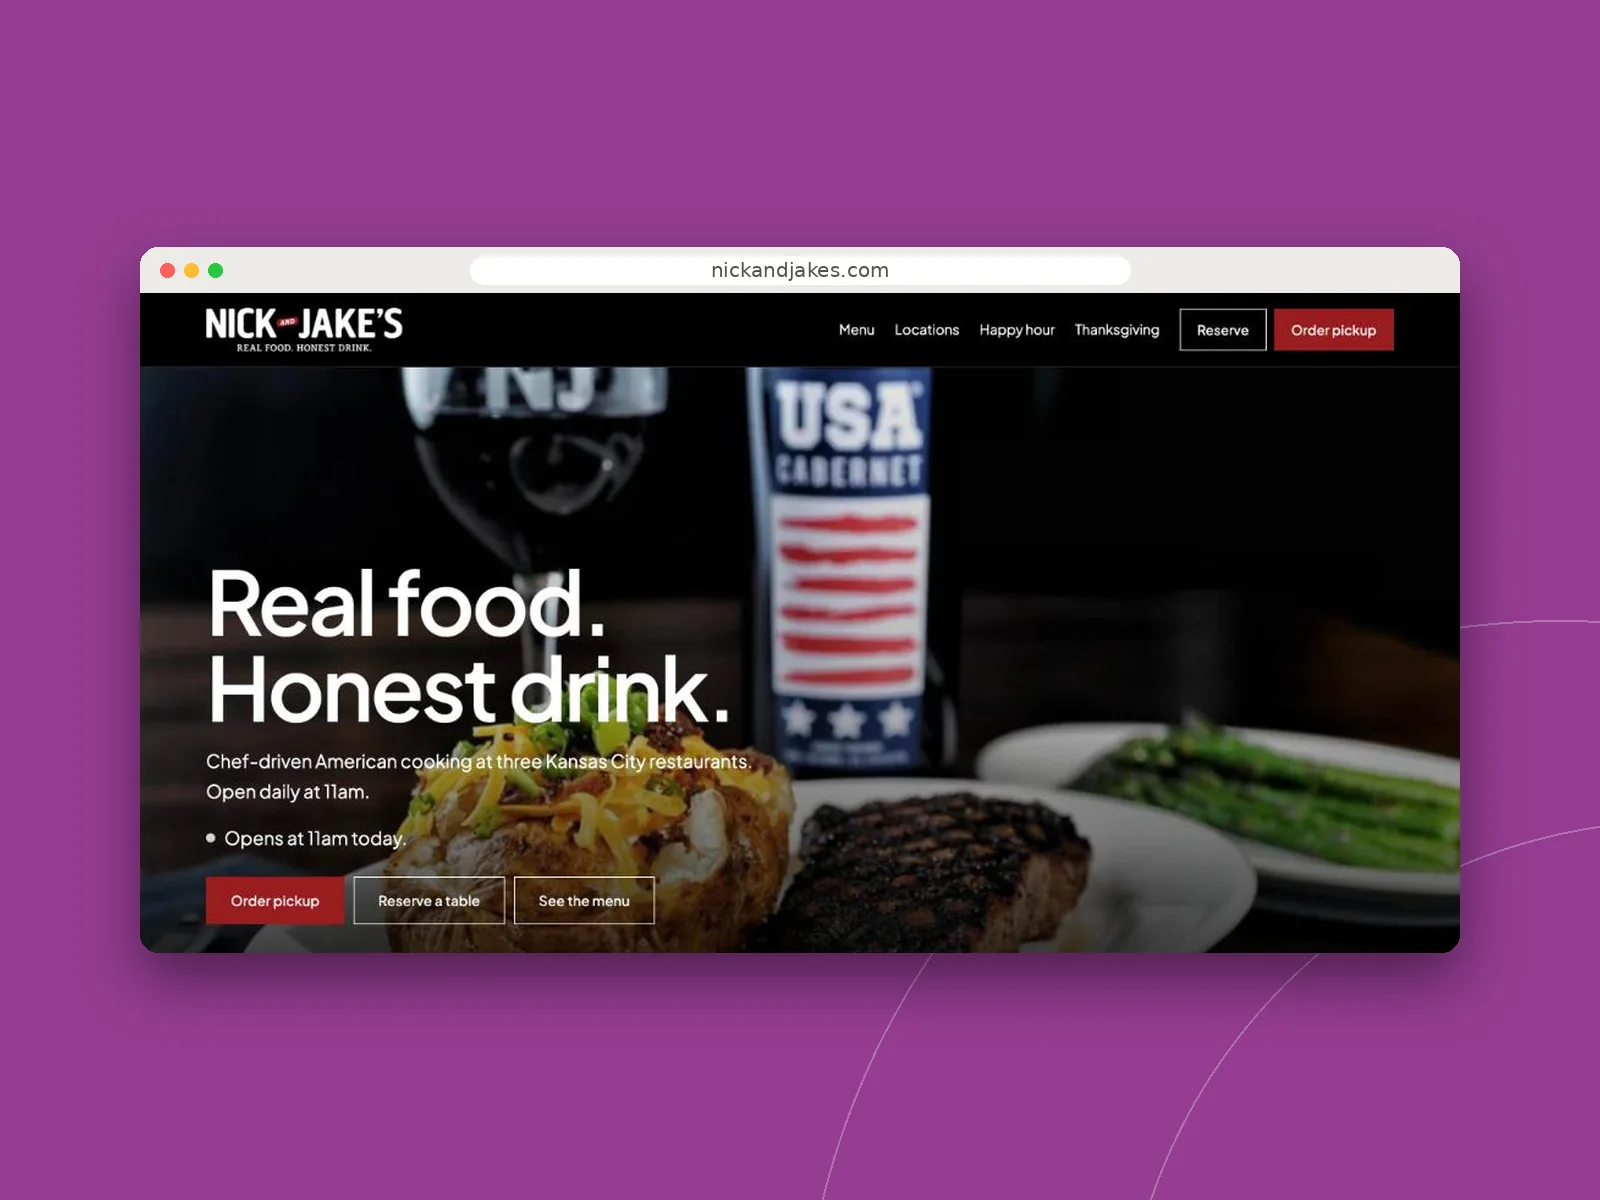 nickandjakes.com
NICK AND JAKE'S
REAL FOOD. HONEST DRINK.
Menu Locations Happy hour Thanksgiving Reserve Order pickup
NJ
USA
CABERNET
Real food.
Honest drink.
Chef-driven American cooking at three Kansas City restaurants.
Open daily at 11am.
Opens at 11am today.
Order pickup Reserve a table See the menu